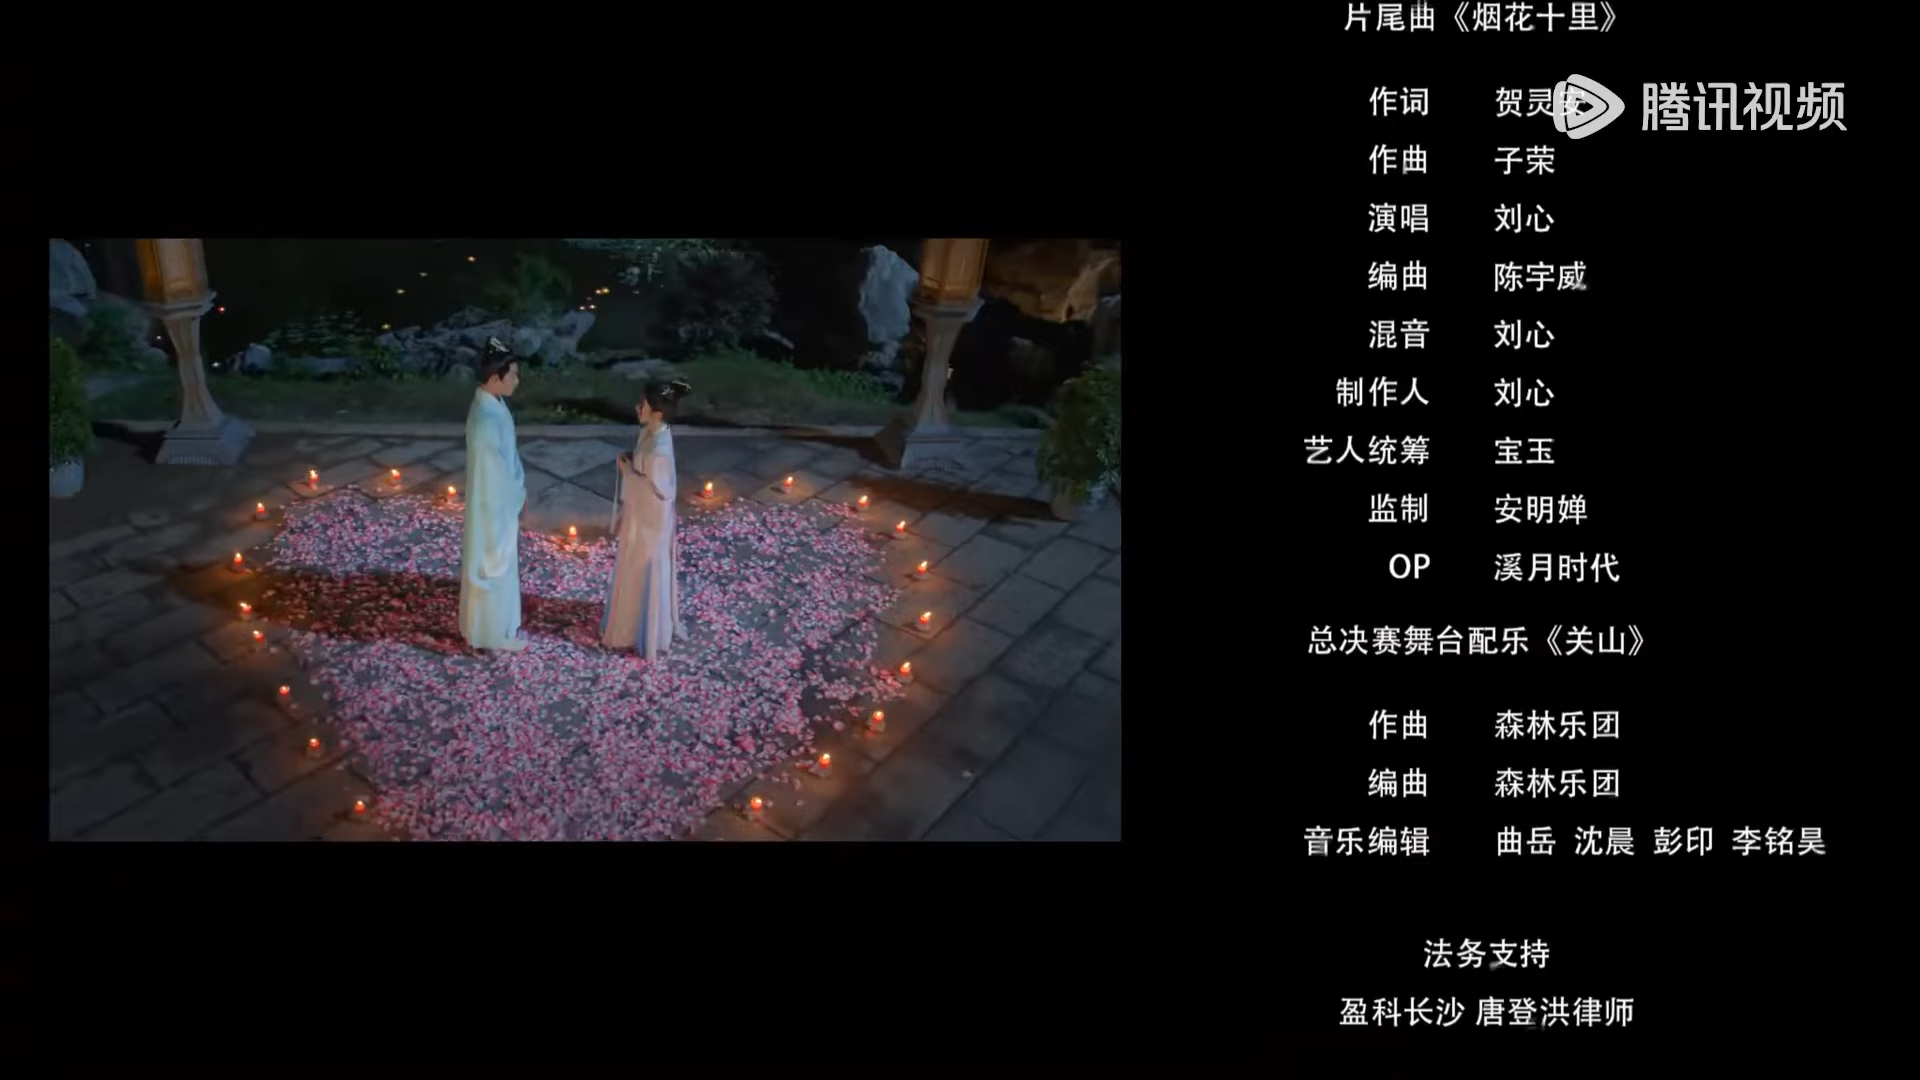 片尾曲《烟花十里》
作词 贺灵安
腾讯视频
作曲 子荣
演唱 刘心
编曲 陈宇威
混音 刘心
制作人 刘心
艺人统筹 宝玉
监制 安明婵
OP 溪月时代
总决赛舞台配乐《关山》
作曲 森林乐团
编曲 森林乐团
音乐编辑 曲岳 沈晨 彭印 李铭昊
法务支持
盈科长沙 唐登洪律师